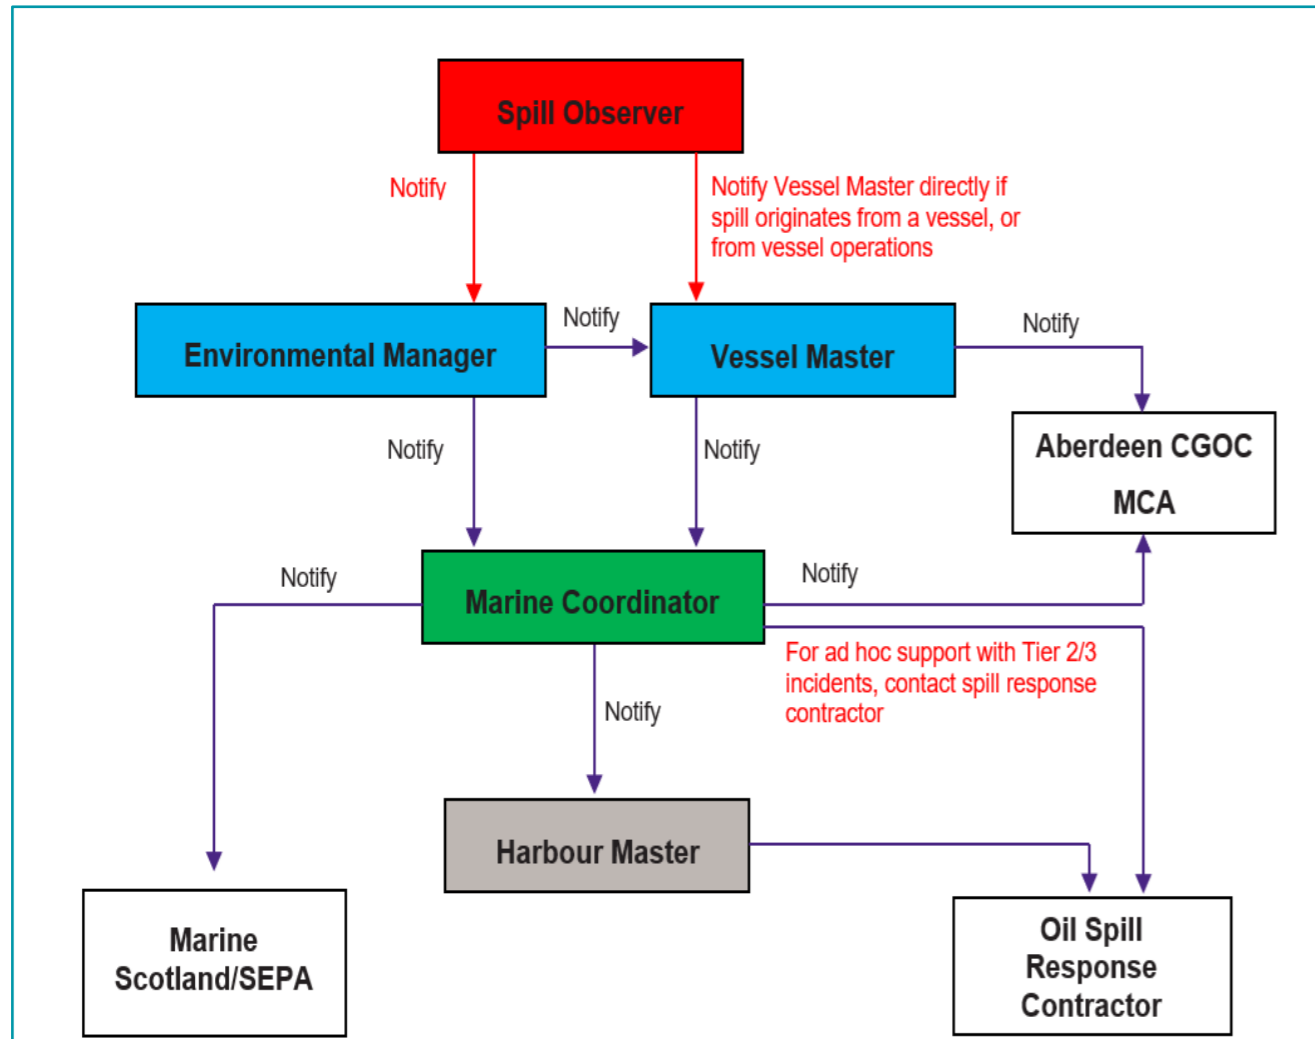 Spill Observer
Notify
Notify Vessel Master directly if
spill originates from a vessel, or
from vessel operations
Notify
Notify
Environmental Manager
Vessel Master
Notify
Notify
Aberdeen CGOC
MCA
Notify
Notify
Marine Coordinator
For ad hoc support with Tier 2/3
incidents, contact spill response
contractor
Notify
Harbour Master
Marine
Scotland/SEPA
Oil Spill
Response
Contractor